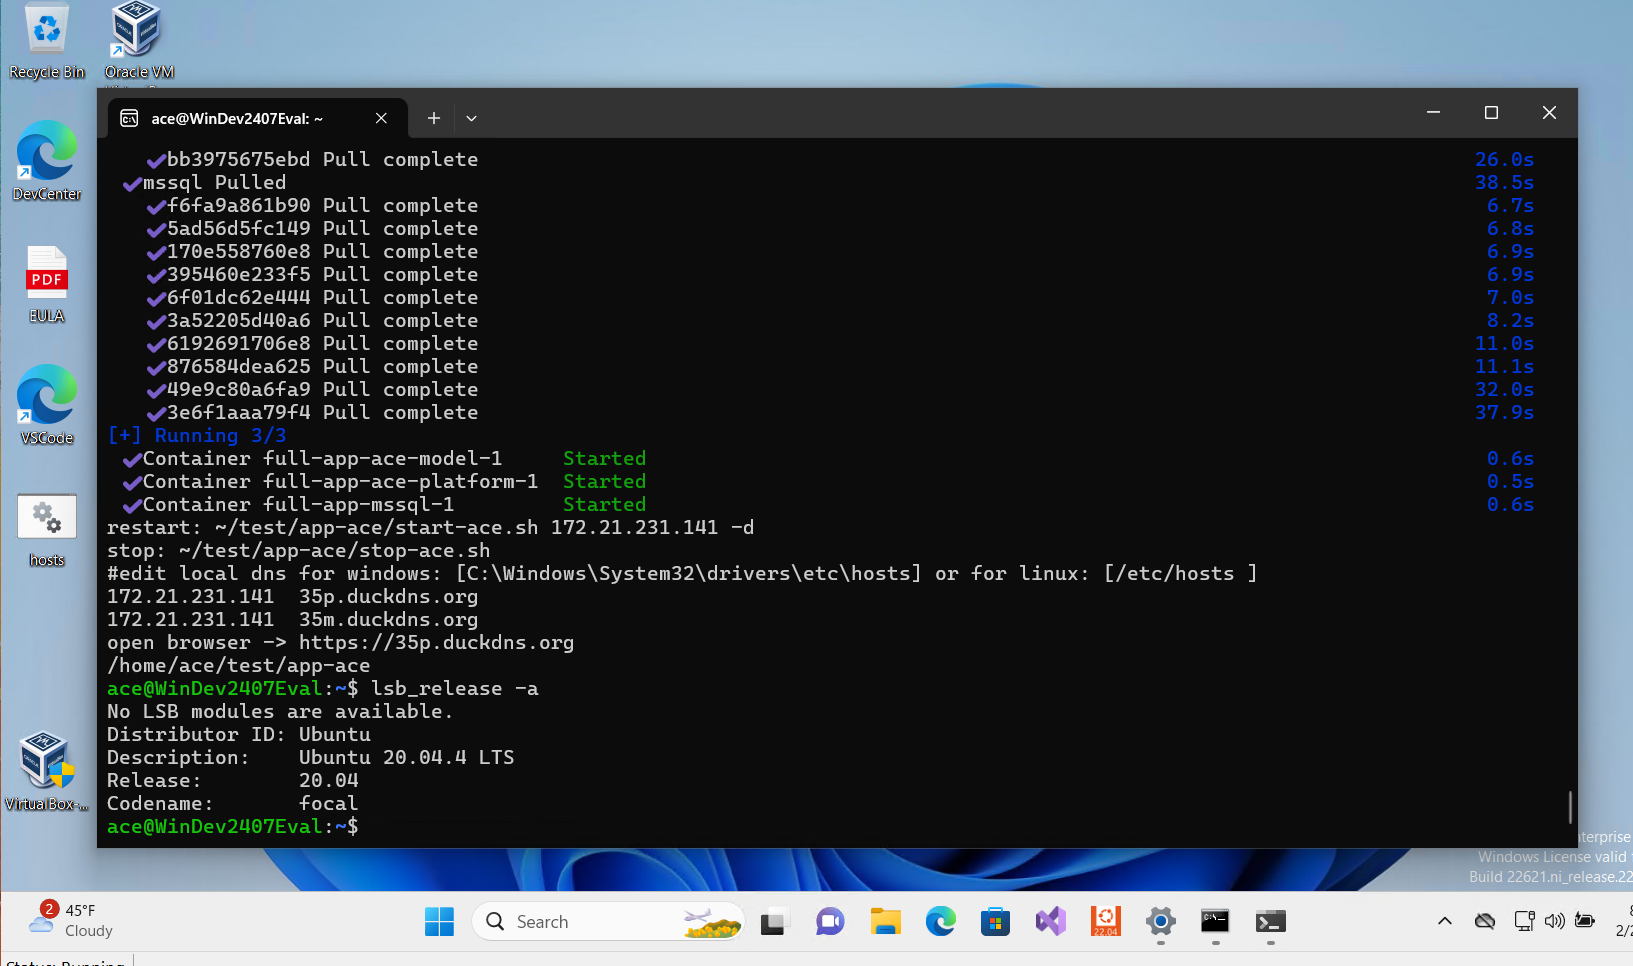 Recycle Bin
Oracle VM
DevCenter
PDF
EULA
VSCode
hosts
VirtualBox-...
ace@WinDev2407Eval: ~
bb3975675ebd Pull complete 26.0s
mssql Pulled 38.5s
f6fa9a861b90 Pull complete 6.7s
5ad56d5fc149 Pull complete 6.8s
170e558760e8 Pull complete 6.9s
395460e233f5 Pull complete 6.9s
6f01dc62e444 Pull complete 7.0s
3a52205d40a6 Pull complete 8.2s
6192691706e8 Pull complete 11.0s
876584dea625 Pull complete 11.1s
49e9c80a6fa9 Pull complete 32.0s
3e6f1aaa79f4 Pull complete 37.9s
[+] Running 3/3
Container full-app-ace-model-1 Started 0.6s
Container full-app-ace-platform-1 Started 0.5s
Container full-app-mssql-1 Started 0.6s
restart: ~/test/app-ace/start-ace.sh 172.21.231.141 -d
stop: ~/test/app-ace/stop-ace.sh
#edit local dns for windows: [C:\Windows\System32\drivers\etc\hosts] or for linux: [/etc/hosts ]
172.21.231.141 35p.duckdns.org
172.21.231.141 35m.duckdns.org
open browser -> https://35p.duckdns.org
/home/ace/test/app-ace
ace@WinDev2407Eval:~$ lsb_release -a
No LSB modules are available.
Distributor ID: Ubuntu
Description: Ubuntu 20.04.4 LTS
Release: 20.04
Codename: focal
ace@WinDev2407Eval:~$
Windows License valid
Build 22621.ni_release.22
2
45°F
Cloudy
Search
22.04
Status: Running